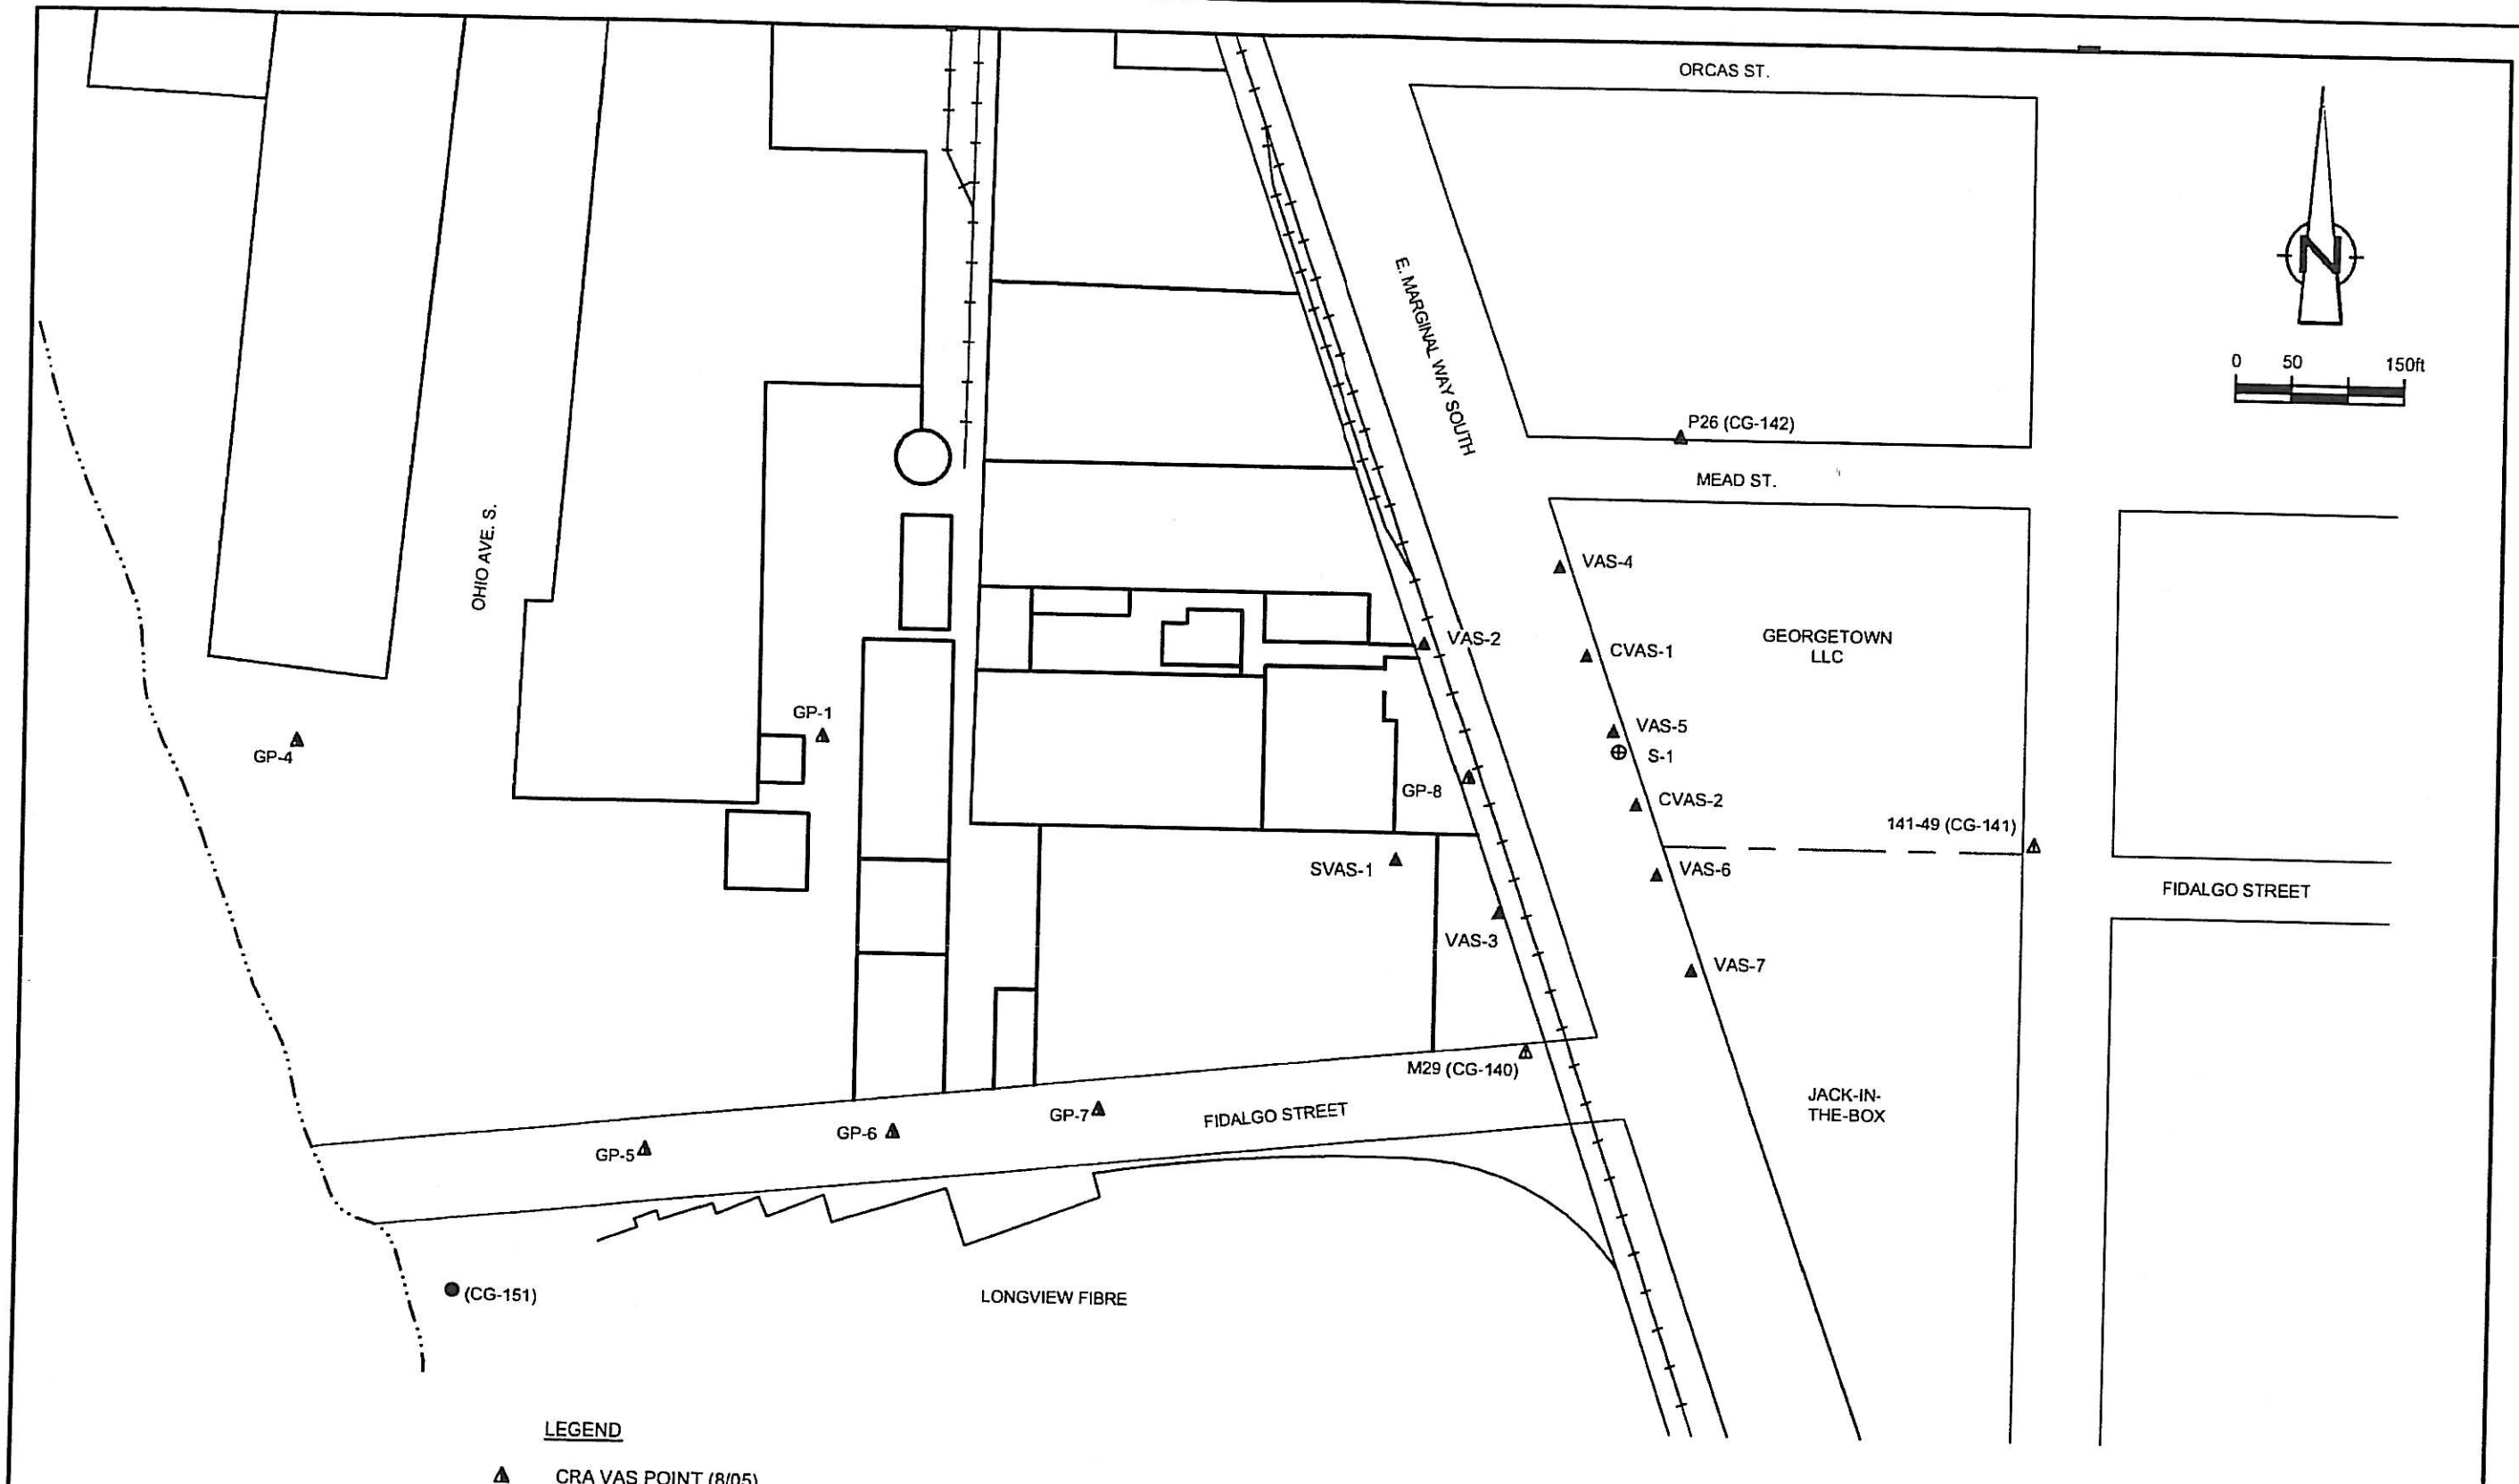 ORCAS ST.
N
0 50 150ft
E. MARGINAL WAY SOUTH
P26 (CG-142)
MEAD ST.
OHIO AVE. S.
VAS-4
VAS-2
CVAS-1
GEORGETOWN
LLC
GP-1
VAS-5
GP-4
S-1
GP-8
CVAS-2
141-49 (CG-141)
SVAS-1
VAS-6
FIDALGO STREET
VAS-3
VAS-7
M29 (CG-140)
JACK-IN-
THE-BOX
GP-7
FIDALGO STREET
GP-6
GP-5
(CG-151)
LONGVIEW FIBRE
LEGEND
CRA VAS POINT (8/05)